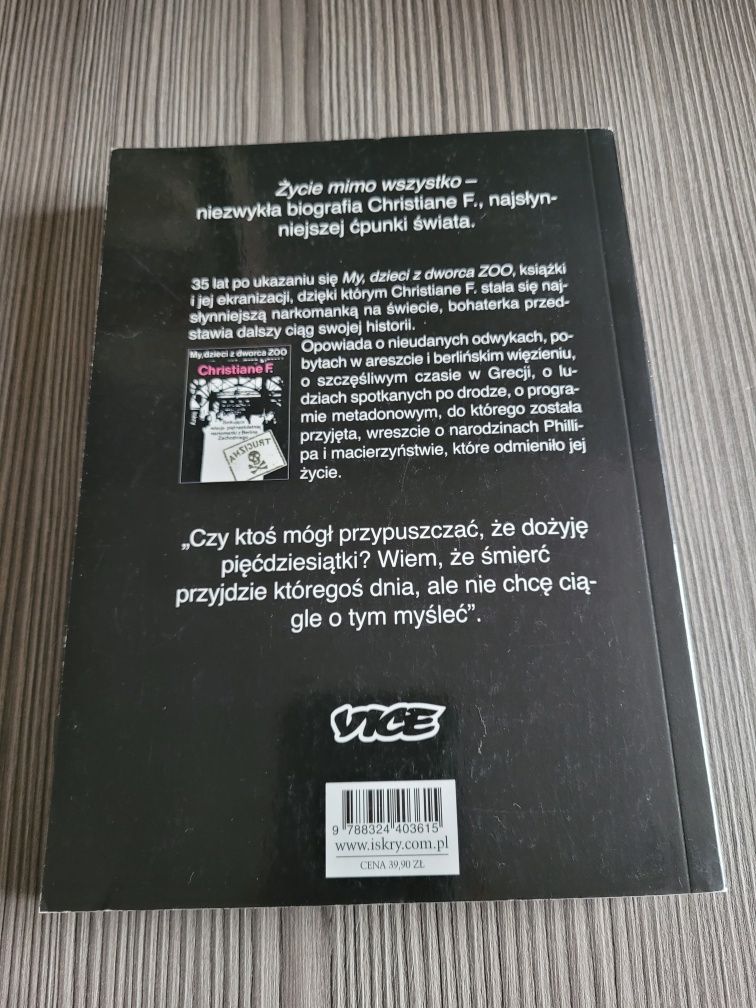 Życie mimo wszystko –
niezwykła biografia Christiane F., najsłyn-
niejszej ćpunki świata.
35 lat po ukazaniu się My, dzieci z dworca ZOO, książki
i jej ekranizacji, dzięki którym Christiane F. stała się naj-
słynniejszą narkomanką na świecie, bohaterka przed-
stawia dalszy ciąg swojej historii.
Opowiada o nieudanych odwykach, po-
bytach w areszcie i berlińskim więzieniu,
o szczęśliwym czasie w Grecji, o lu-
dziach spotkanych po drodze, o progra-
mie metadonowym, do którego została
przyjęta, wreszcie o narodzinach Philli-
pa i macierzyństwie, które odmieniło jej
życie.
My, dzieci z dworca ZOO
Christiane F.
TRUCIZNA
„Czy ktoś mógł przypuszczać, że dożyję
pięćdziesiątki? Wiem, że śmierć
przyjdzie któregoś dnia, ale nie chcę cią-
gle o tym myśleć”.
VICE
9 788324 403615
www.iskry.com.pl
CENA 39,90 ZŁ